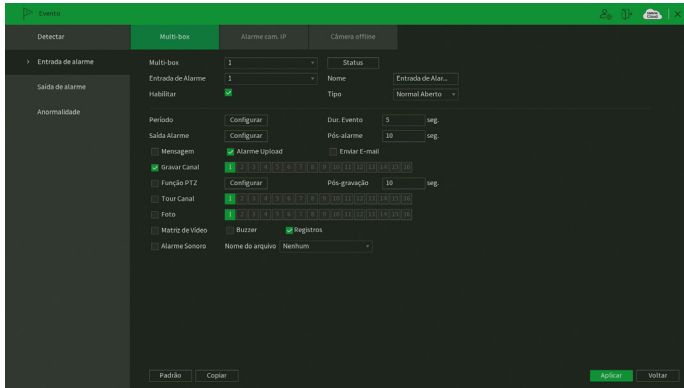 Evento
Detectar
Multi-box
Alarme cam. IP
Câmera offline
Entrada de alarme
Saída de alarme
Anormalidade
Multi-box 1 Status
Entrada de Alarme 1 Nome Entrada de Alar...
Habilitar Tipo Normal Aberto
Período Configurar Dur. Evento 5 seg.
Saída Alarme Configurar Pós-alarme 10 seg.
Mensagem Alarme Upload Enviar E-mail
Gravar Canal 1 2 3 4 5 6 7 8 9 10 11 12 13 14 15 16
Função PTZ Configurar Pós-gravação 10 seg.
Tour Canal 1 2 3 4 5 6 7 8 9 10 11 12 13 14 15 16
Foto 1 2 3 4 5 6 7 8 9 10 11 12 13 14 15 16
Matriz de Vídeo Buzzer Registros
Alarme Sonoro Nome do arquivo Nenhum
Padrão Copiar Aplicar Voltar